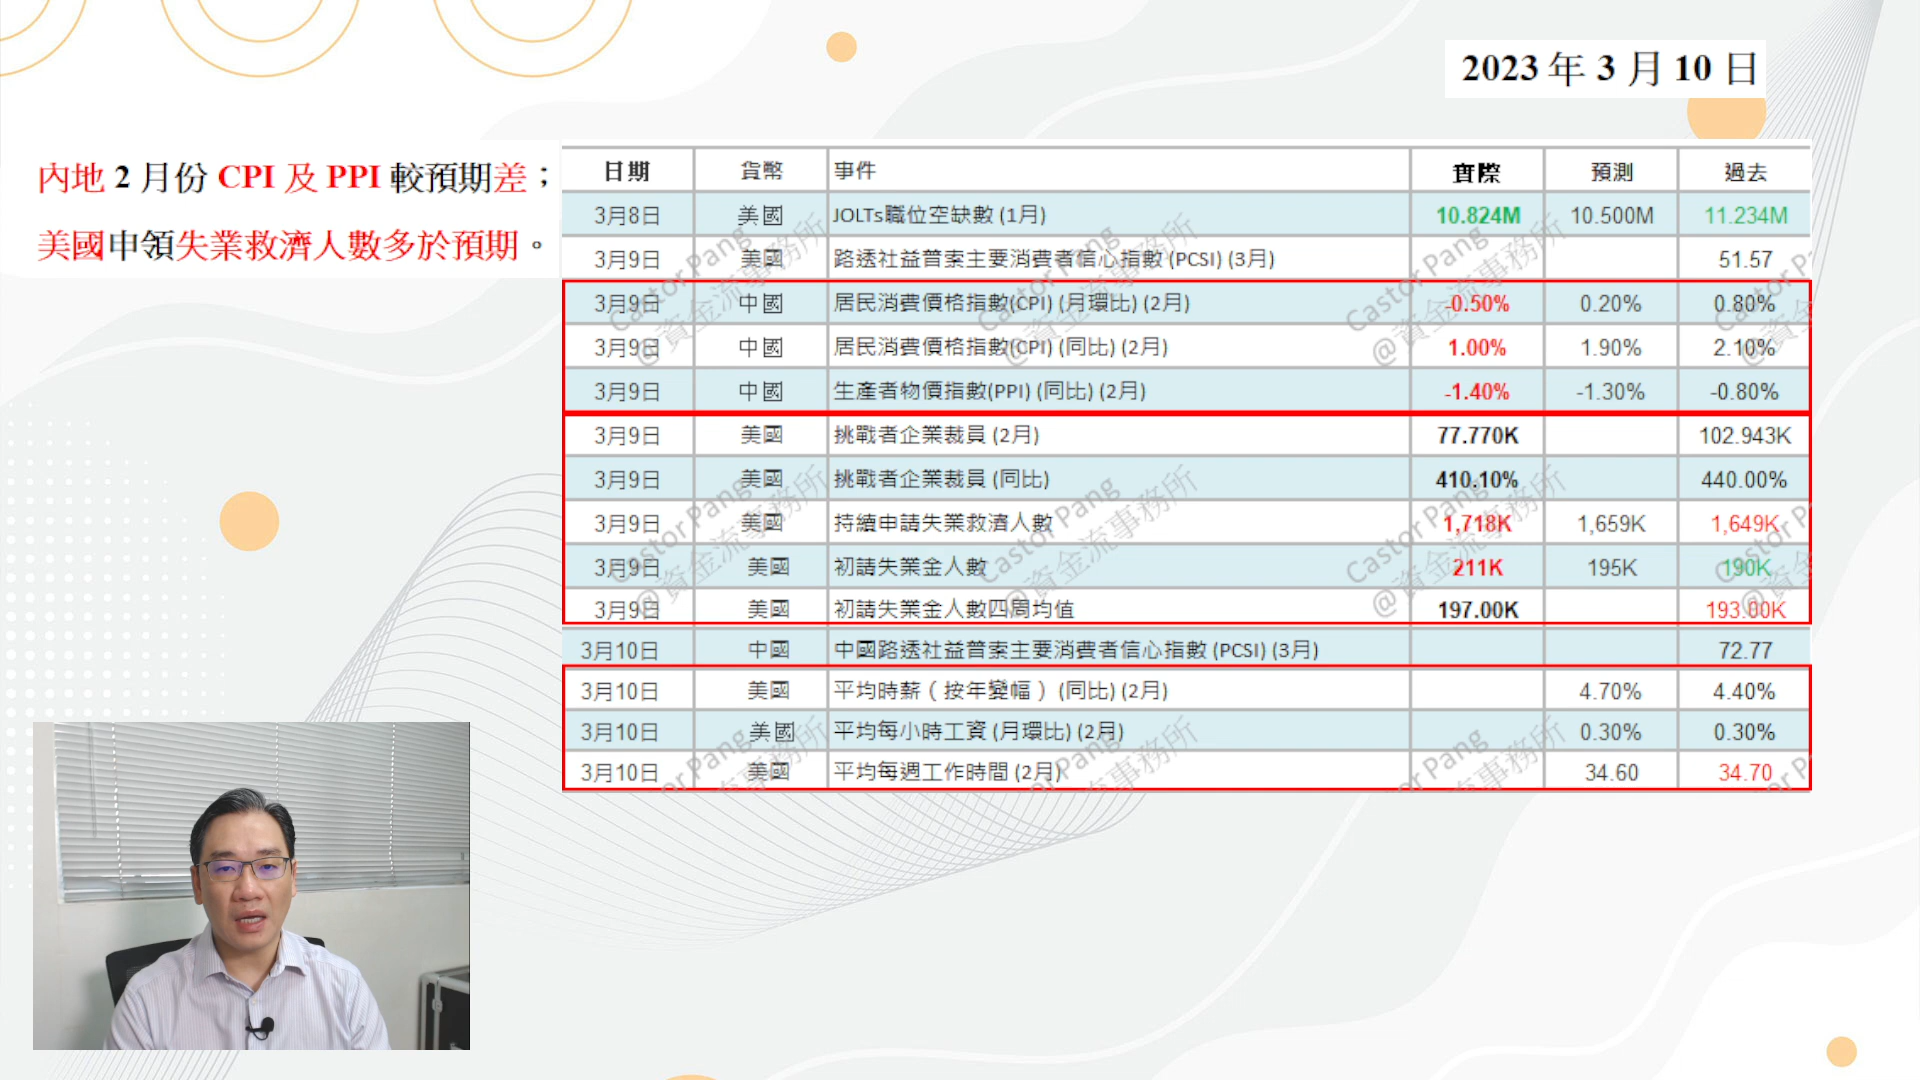 2023 年 3 月 10 日
內地 2 月份 CPI 及 PPI 較預期差；
美國申領失業救濟人數多於預期。
日期 貨幣 事件 實際 預測 過去
3月8日 美國 JOLTs職位空缺數 (1月) 10.824M 10.500M 11.234M
3月9日 美國 路透社益普索主要消費者信心指數 (PCSI) (3月) 51.57
3月9日 中國 居民消費價格指數(CPI) (月環比) (2月) -0.50% 0.20% 0.80%
3月9日 中國 居民消費價格指數(CPI) (同比) (2月) 1.00% 1.90% 2.10%
3月9日 中國 生產者物價指數(PPI) (同比) (2月) -1.40% -1.30% -0.80%
3月9日 美國 挑戰者企業裁員 (2月) 77.770K 102.943K
3月9日 美國 挑戰者企業裁員 (同比) 410.10% 440.00%
3月9日 美國 持續申請失業救濟人數 1,718K 1,659K 1,649K
3月9日 美國 初請失業金人數 211K 195K 190K
3月9日 美國 初請失業金人數四周均值 197.00K 193.00K
3月10日 中國 中國路透社益普索主要消費者信心指數 (PCSI) (3月) 72.77
3月10日 美國 平均時薪（按年變幅） (同比) (2月) 4.70% 4.40%
3月10日 美國 平均每小時工資 (月環比) (2月) 0.30% 0.30%
3月10日 美國 平均每週工作時間 (2月) 34.60 34.70
Castor Pang
@資金流事務所